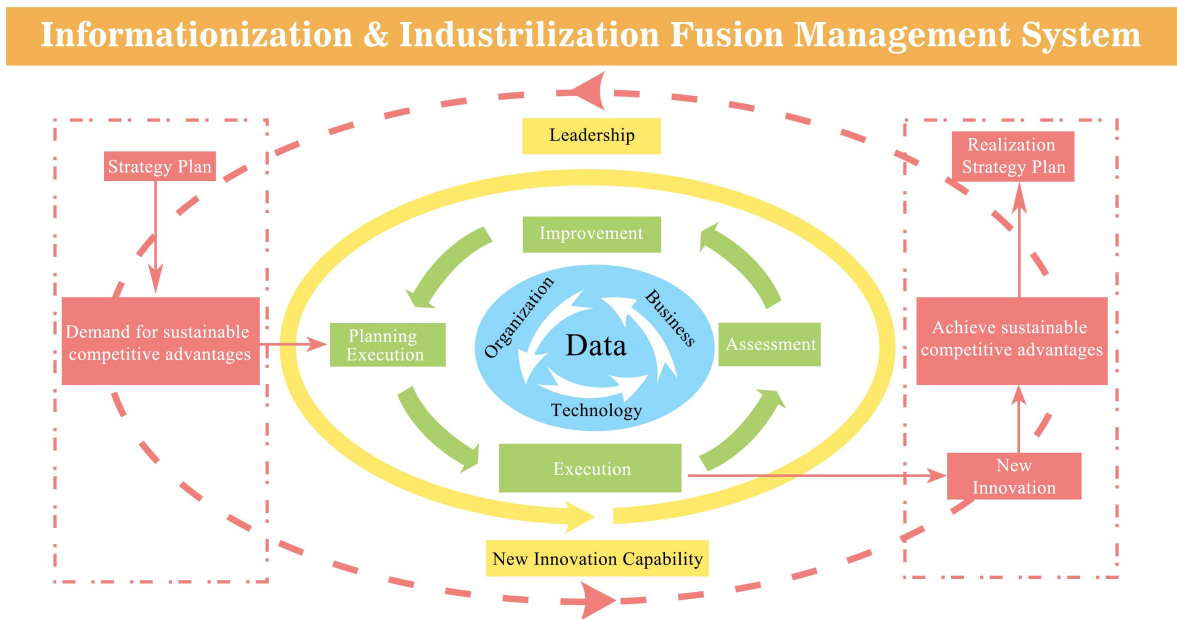 Informationization & Industrilization Fusion Management System
Leadership
Strategy Plan
Realization
Strategy Plan
Improvement
Organization
Business
Demand for sustainable
competitive advantages
Planning
Execution
Data
Assessment
Achieve sustainable
competitive advantages
Technology
Execution
New
Innovation
New Innovation Capability